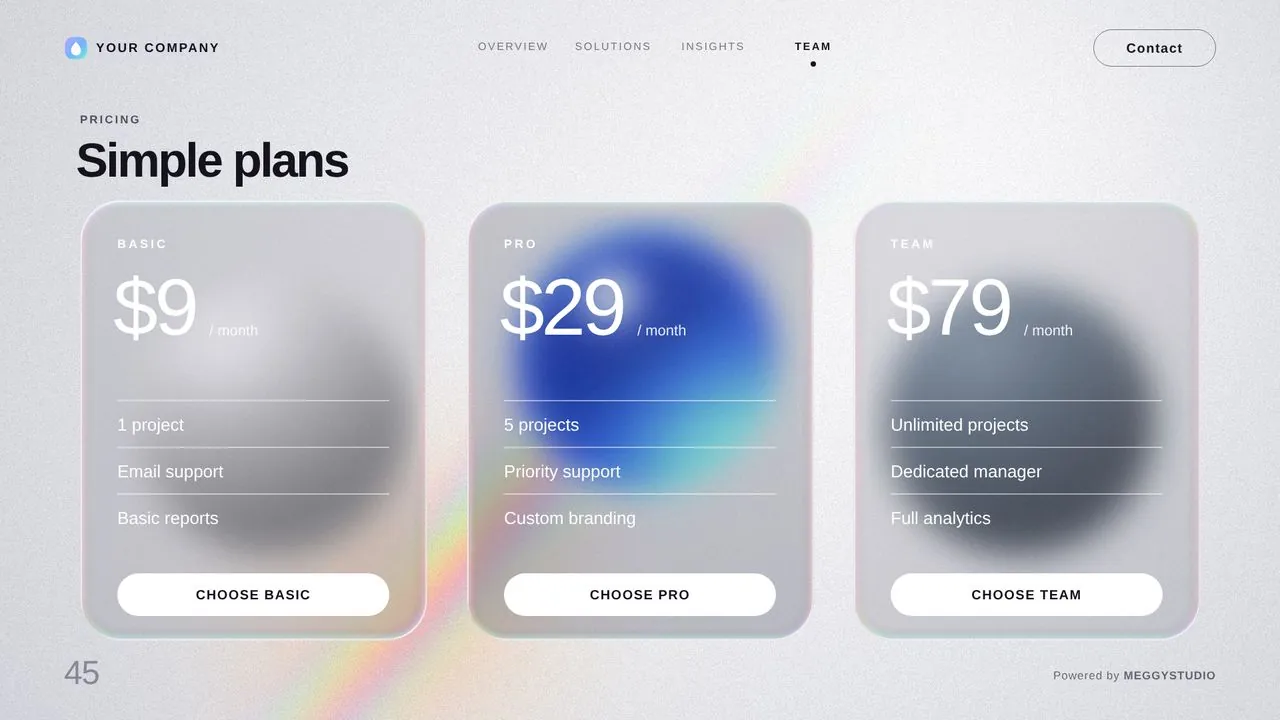 YOUR COMPANY
OVERVIEW SOLUTIONS INSIGHTS TEAM
Contact
PRICING
Simple plans
BASIC
$9 / month
1 project
Email support
Basic reports
CHOOSE BASIC
PRO
$29 / month
5 projects
Priority support
Custom branding
CHOOSE PRO
TEAM
$79 / month
Unlimited projects
Dedicated manager
Full analytics
CHOOSE TEAM
45
Powered by MEGGYSTUDIO